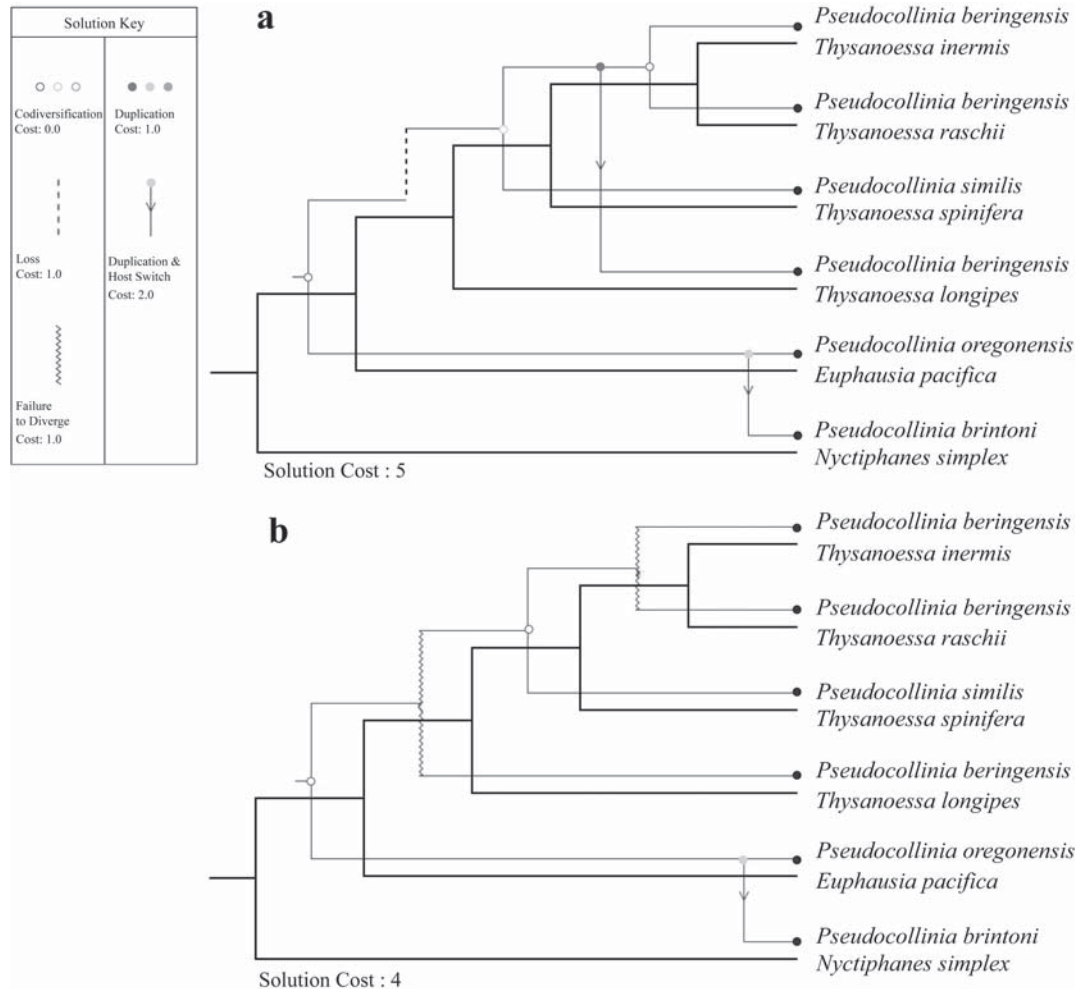 Solution Key
Codiversification
Cost: 0.0
Duplication
Cost: 1.0
Loss
Cost: 1.0
Duplication &
Host Switch
Cost: 2.0
Failure
to Diverge
Cost: 1.0
a
Pseudocollinia beringensis
Thysanoessa inermis
Pseudocollinia beringensis
Thysanoessa raschii
Pseudocollinia similis
Thysanoessa spinifera
Pseudocollinia beringensis
Thysanoessa longipes
Pseudocollinia oregonensis
Euphausia pacifica
Pseudocollinia brintoni
Nyctiphanes simplex
Solution Cost : 5
b
Pseudocollinia beringensis
Thysanoessa inermis
Pseudocollinia beringensis
Thysanoessa raschii
Pseudocollinia similis
Thysanoessa spinifera
Pseudocollinia beringensis
Thysanoessa longipes
Pseudocollinia oregonensis
Euphausia pacifica
Pseudocollinia brintoni
Nyctiphanes simplex
Solution Cost : 4